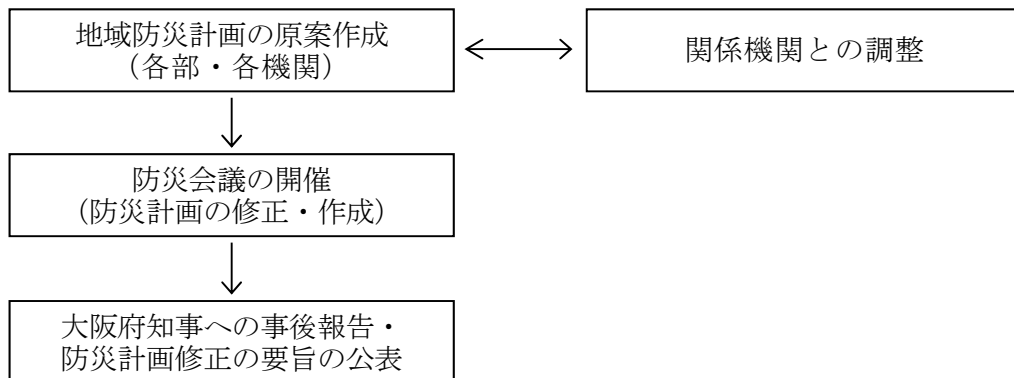 地域防災計画の原案作成
（各部・各機関）
関係機関との調整
防災会議の開催
（防災計画の修正・作成）
大阪府知事への事後報告・
防災計画修正の要旨の公表